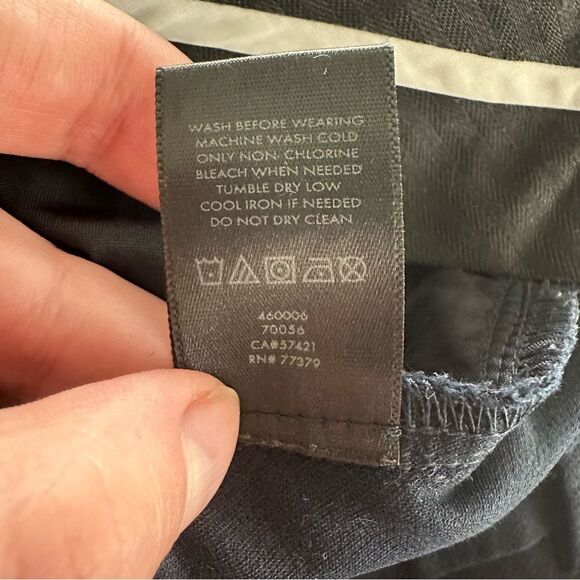 WASH BEFORE WEARING
MACHINE WASH COLD
ONLY NON-CHLORINE
BLEACH WHEN NEEDED
TUMBLE DRY LOW
COOL IRON IF NEEDED
DO NOT DRY CLEAN
460006
70056
CA#57421
RN# 77379